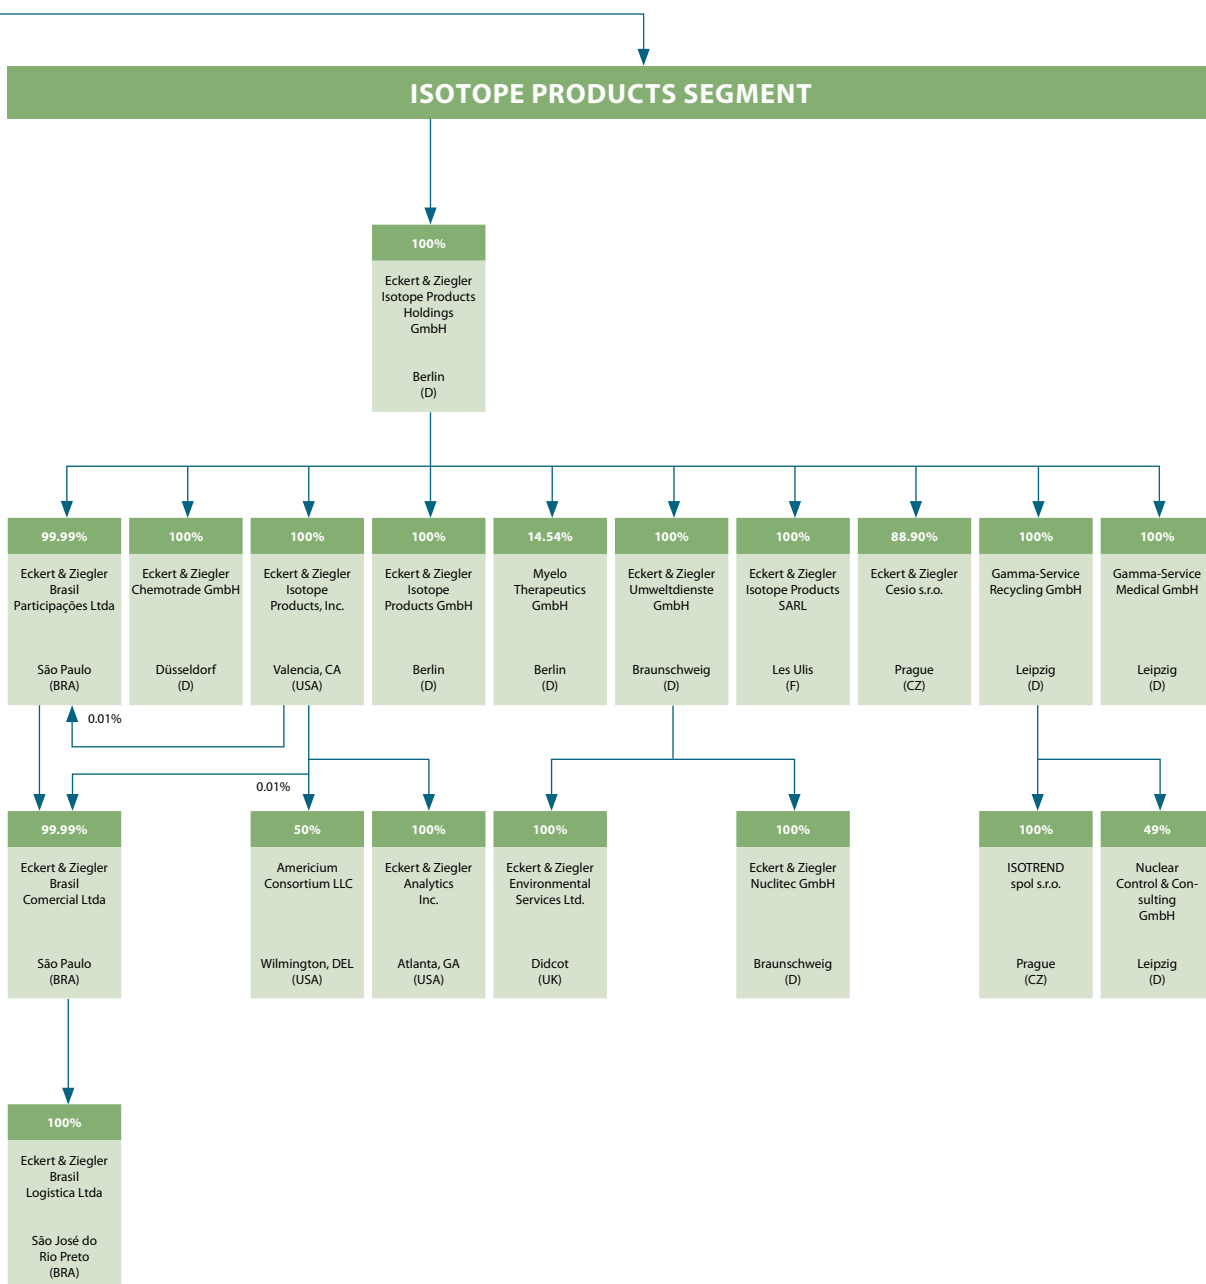 ISOTOPE PRODUCTS SEGMENT
100%
Eckert & Ziegler
Isotope Products
Holdings
GmbH
Berlin
(D)
99.99%
Eckert & Ziegler
Brasil
Participações Ltda
São Paulo
(BRA)
100%
Eckert & Ziegler
Chemotrade GmbH
Düsseldorf
(D)
100%
Eckert & Ziegler
Isotope
Products, Inc.
Valencia, CA
(USA)
100%
Eckert & Ziegler
Isotope
Products GmbH
Berlin
(D)
14.54%
Myelo
Therapeutics
GmbH
Berlin
(D)
100%
Eckert & Ziegler
Umweltdienste
GmbH
Braunschweig
(D)
100%
Eckert & Ziegler
Isotope Products
SARL
Les Ulis
(F)
88.90%
Eckert & Ziegler
Cesio s.r.o.
Prague
(CZ)
100%
Gamma-Service
Recycling GmbH
Leipzig
(D)
100%
Gamma-Service
Medical GmbH
Leipzig
(D)
0.01%
0.01%
99.99%
Eckert & Ziegler
Brasil
Comercial Ltda
São Paulo
(BRA)
50%
Americium
Consortium LLC
Wilmington, DEL
(USA)
100%
Eckert & Ziegler
Analytics
Inc.
Atlanta, GA
(USA)
100%
Eckert & Ziegler
Environmental
Services Ltd.
Didcot
(UK)
100%
Eckert & Ziegler
Nuclitec GmbH
Braunschweig
(D)
100%
ISOTREND
spol s.r.o.
Prague
(CZ)
49%
Nuclear
Control & Con-
sulting
GmbH
Leipzig
(D)
100%
Eckert & Ziegler
Brasil
Logistica Ltda
São José do
Rio Preto
(BRA)